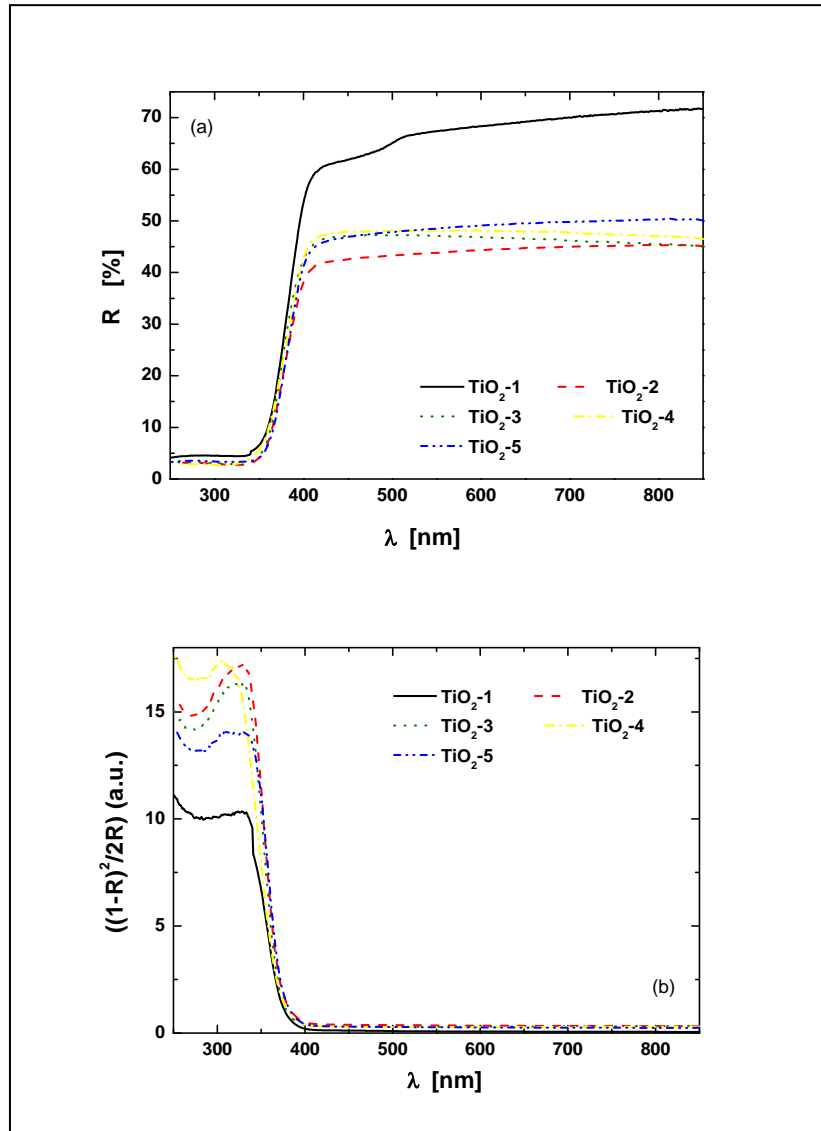 (a)
70
60
50
40
30
20
10
0
R [%]
TiO2-1 TiO2-2
TiO2-3 TiO2-4
TiO2-5
300 400 500 600 700 800
λ [nm]
15
10
5
0
((1-R)^2/2R) (a.u.)
TiO2-1 TiO2-2
TiO2-3 TiO2-4
TiO2-5
(b)
300 400 500 600 700 800
λ [nm]